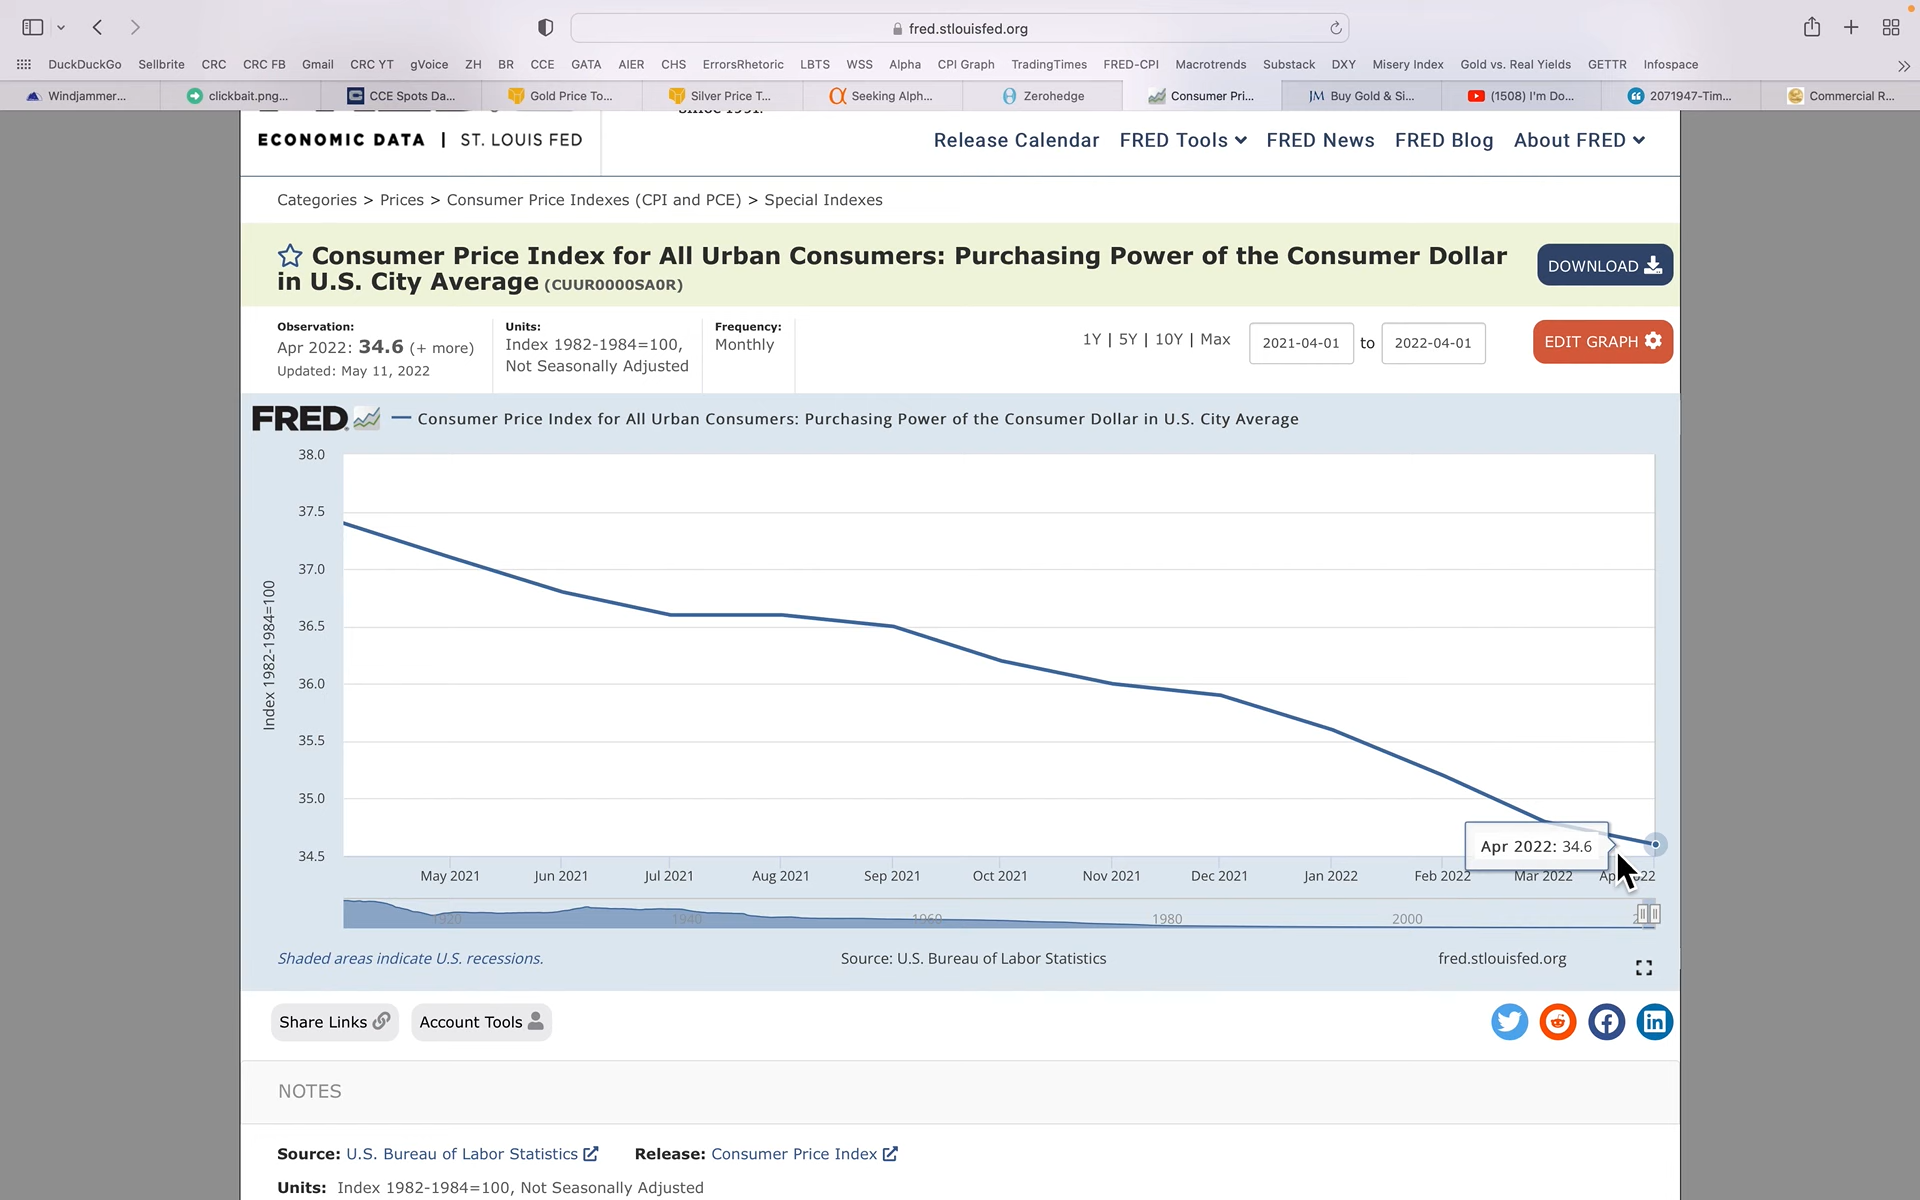 fred.stlouisfed.org
DuckDuckGo Sellbrite CRC CRC FB Gmail CRC YT gVoice ZH BR CCE GATA AIER CHS ErrorsRhetoric LBTS WSS Alpha CPI Graph TradingTimes FRED-CPI Macrotrends Substack DXY Misery Index Gold vs. Real Yields GETTR Infospace
Windjammer... clickbait.png... CCE Spots Da... Gold Price To... Silver Price T... Seeking Alph... Zerohedge Consumer Pri... JM Buy Gold & Si... (1508) I'm Do... 2071947-Tim... Commercial R...
ECONOMIC DATA | ST. LOUIS FED
Release Calendar FRED Tools FRED News FRED Blog About FRED
Categories > Prices > Consumer Price Indexes (CPI and PCE) > Special Indexes
Consumer Price Index for All Urban Consumers: Purchasing Power of the Consumer Dollar
in U.S. City Average (CUUR0000SA0R)
DOWNLOAD
Observation:
Apr 2022: 34.6 (+ more)
Updated: May 11, 2022
Units:
Index 1982-1984=100,
Not Seasonally Adjusted
Frequency:
Monthly
1Y | 5Y | 10Y | Max 2021-04-01 to 2022-04-01
EDIT GRAPH
FRED Consumer Price Index for All Urban Consumers: Purchasing Power of the Consumer Dollar in U.S. City Average
38.0
37.5
37.0
36.5
36.0
35.5
35.0
34.5
Index 1982-1984=100
Apr 2022: 34.6
May 2021 Jun 2021 Jul 2021 Aug 2021 Sep 2021 Oct 2021 Nov 2021 Dec 2021 Jan 2022 Feb 2022 Mar 2022
1920 1940 1960 1980 2000
Shaded areas indicate U.S. recessions. Source: U.S. Bureau of Labor Statistics fred.stlouisfed.org
Share Links Account Tools
NOTES
Source: U.S. Bureau of Labor Statistics Release: Consumer Price Index
Units: Index 1982-1984=100, Not Seasonally Adjusted